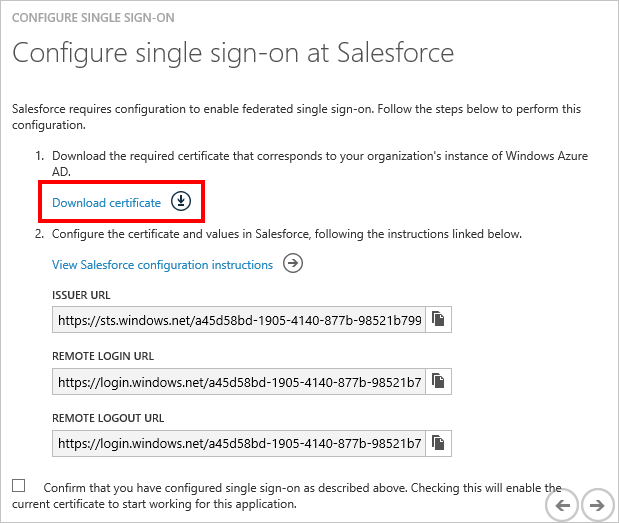 CONFIGURE SINGLE SIGN-ON
Configure single sign-on at Salesforce
Salesforce requires configuration to enable federated single sign-on. Follow the steps below to perform this
configuration.
1. Download the required certificate that corresponds to your organization's instance of Windows Azure
AD.
Download certificate
2. Configure the certificate and values in Salesforce, following the instructions linked below.
View Salesforce configuration instructions
ISSUER URL
https://sts.windows.net/a45d58bd-1905-4140-877b-98521b799
REMOTE LOGIN URL
https://login.windows.net/a45d58bd-1905-4140-877b-98521b7
REMOTE LOGOUT URL
https://login.windows.net/a45d58bd-1905-4140-877b-98521b7
Confirm that you have configured single sign-on as described above. Checking this will enable the
current certificate to start working for this application.